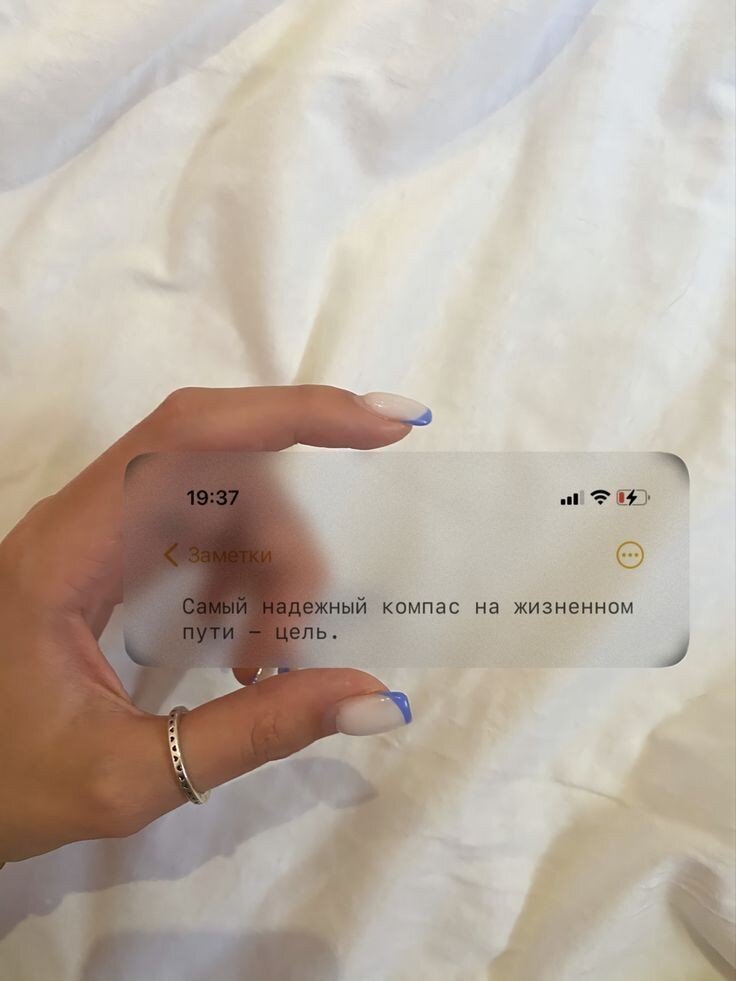 19:37
Заметки
Самый надежный компас на жизненном
пути – цель.